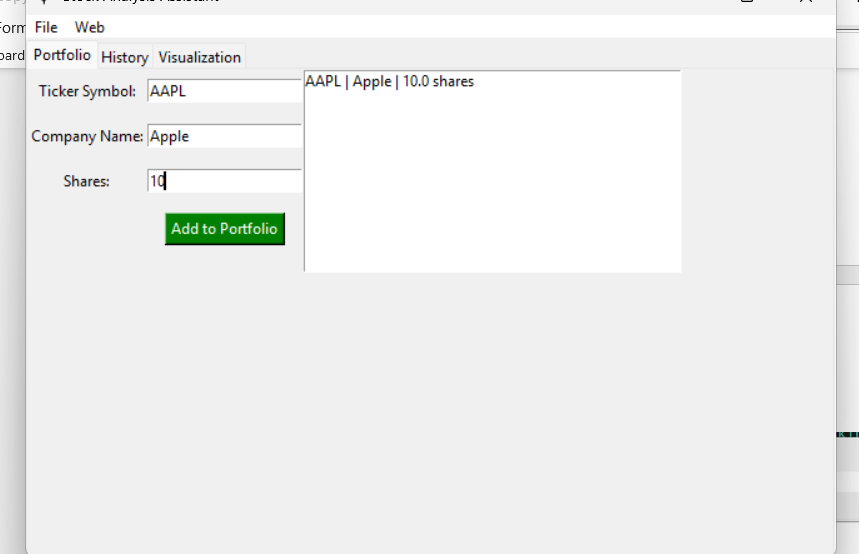 File Web
Portfolio History Visualization
Ticker Symbol: AAPL
Company Name: Apple
Shares: 10
Add to Portfolio
AAPL | Apple | 10.0 shares